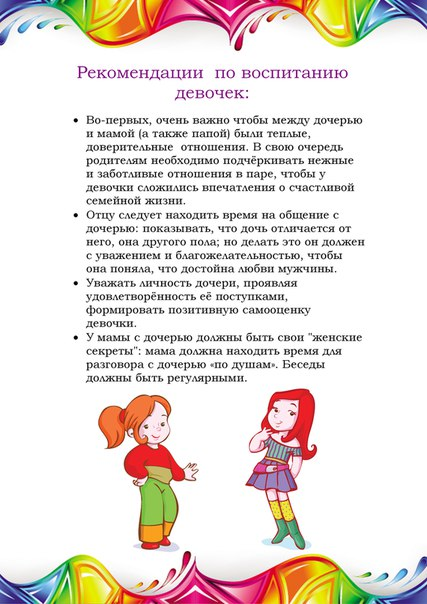 Рекомендации по воспитанию
девочек:
• Во-первых, очень важно чтобы между дочерью
и мамой (а также папой) были теплые,
доверительные отношения. В свою очередь
родителям необходимо подчёркивать нежные
и заботливые отношения в паре, чтобы у
девочки сложились впечатления о счастливой
семейной жизни.
• Отцу следует находить время на общение с
дочерью: показывать, что дочь отличается от
него, она другого пола; но делать это он должен
с уважением и благожелательностью, чтобы
она поняла, что достойна любви мужчины.
• Уважать личность дочери, проявляя
удовлетворённость её поступками,
формировать позитивную самооценку
девочки.
• У мамы с дочерью должны быть свои "женские
секреты": мама должна находить время для
разговора с дочерью «по душам». Беседы
должны быть регулярными.